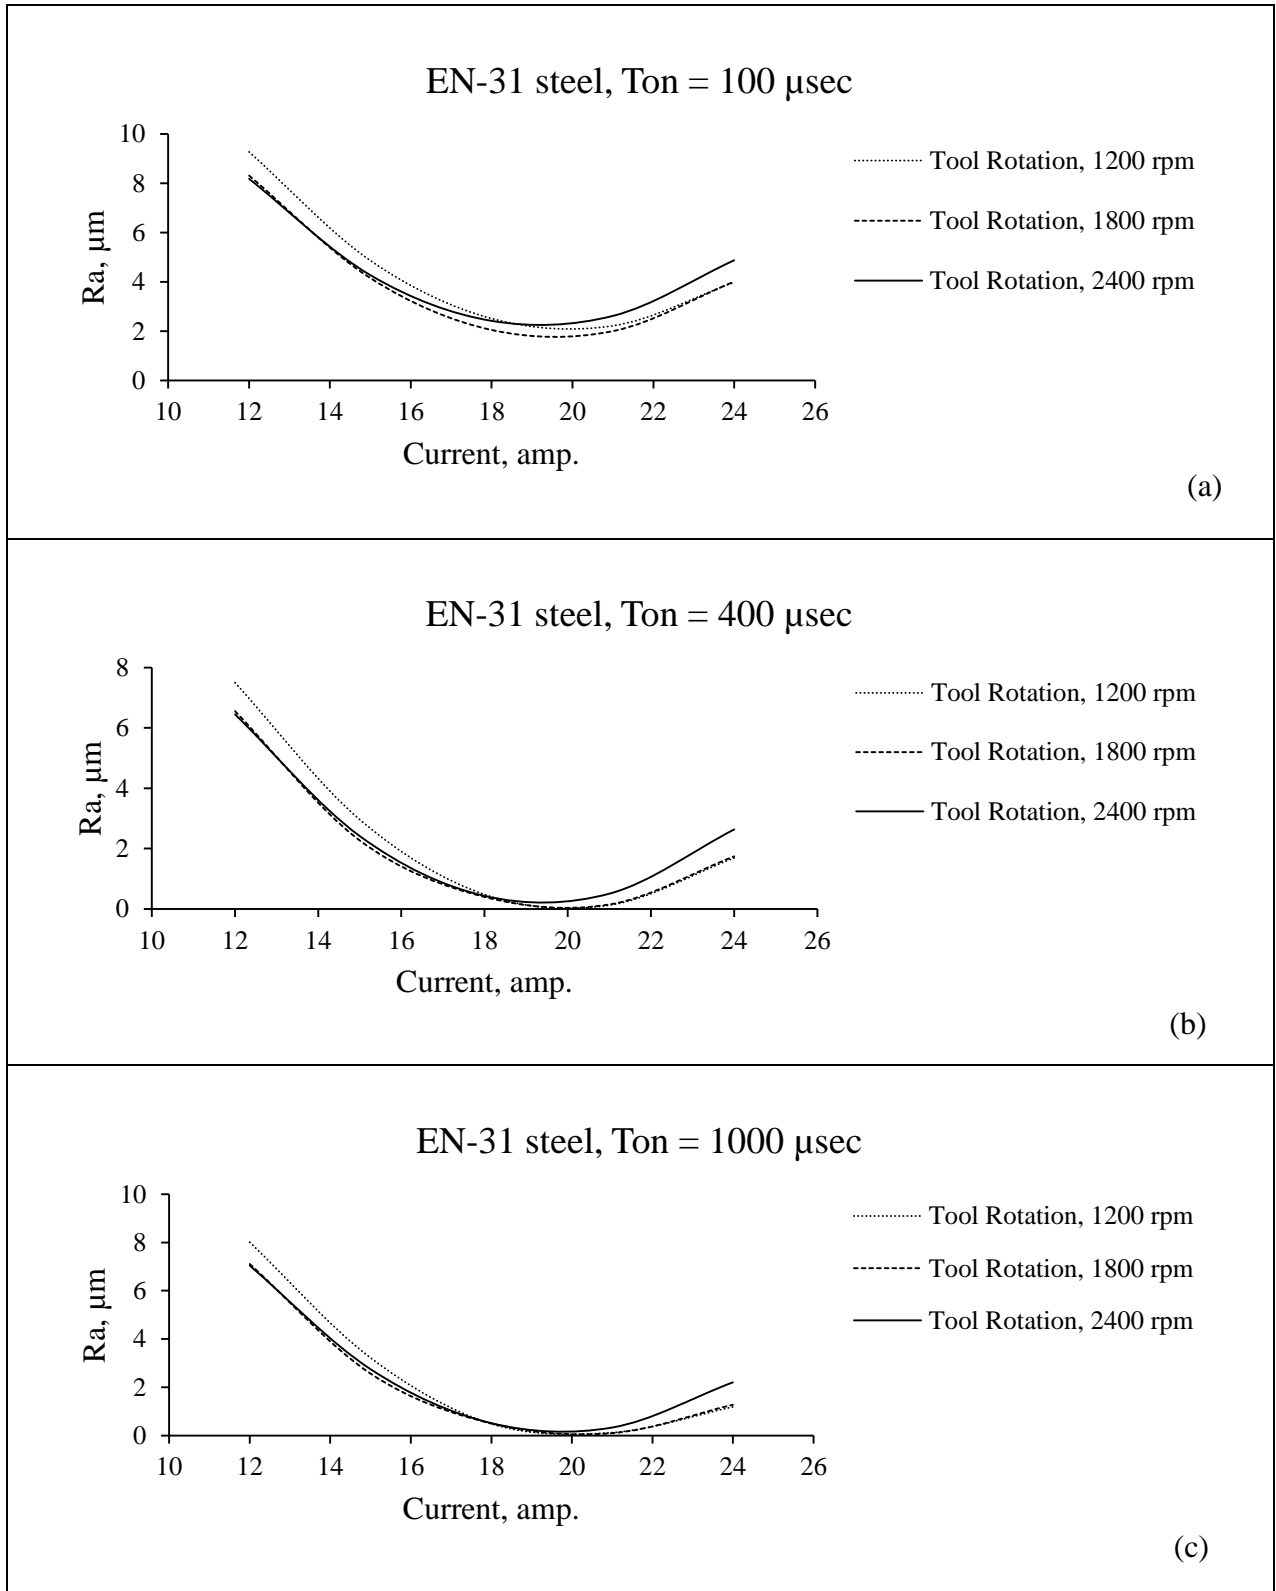 EN-31 steel, Ton = 100 µsec
10
8
6
4
2
0
Ra, µm
10 12 14 16 18 20 22 24 26
Current, amp.
Tool Rotation, 1200 rpm
Tool Rotation, 1800 rpm
Tool Rotation, 2400 rpm
(a)
EN-31 steel, Ton = 400 µsec
8
6
4
2
0
Ra, µm
10 12 14 16 18 20 22 24 26
Current, amp.
Tool Rotation, 1200 rpm
Tool Rotation, 1800 rpm
Tool Rotation, 2400 rpm
(b)
EN-31 steel, Ton = 1000 µsec
10
8
6
4
2
0
Ra, µm
10 12 14 16 18 20 22 24 26
Current, amp.
Tool Rotation, 1200 rpm
Tool Rotation, 1800 rpm
Tool Rotation, 2400 rpm
(c)